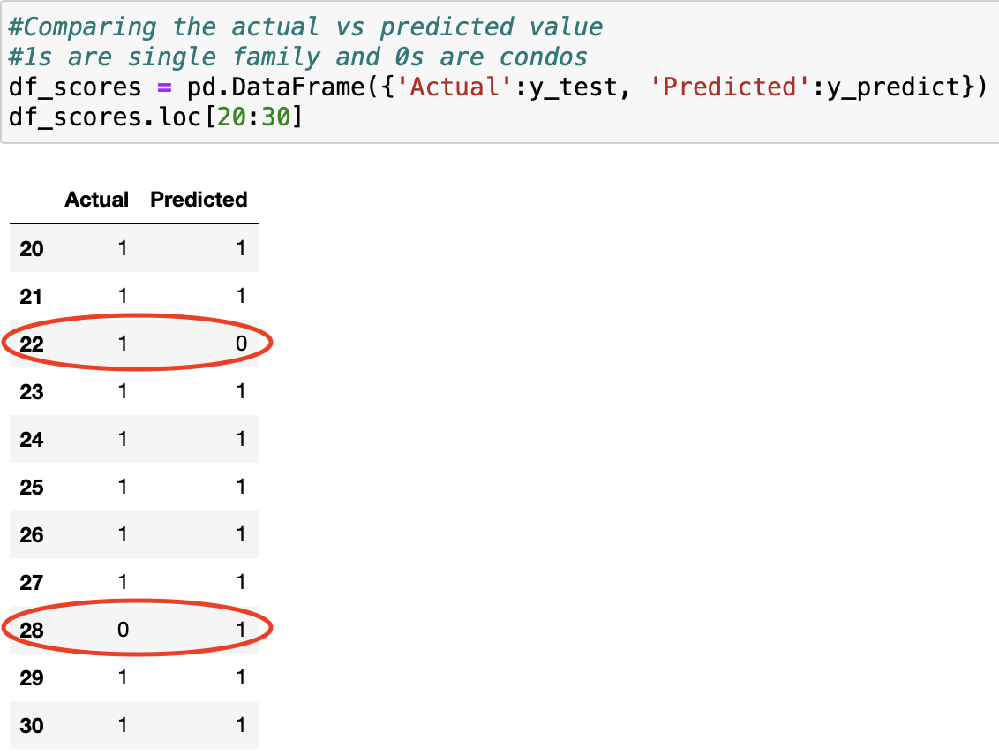 #Comparing the actual vs predicted value
#1s are single family and 0s are condos
df_scores = pd.DataFrame({'Actual':y_test, 'Predicted':y_predict})
df_scores.loc[20:30]
Actual Predicted
20 1 1
21 1 1
22 1 0
23 1 1
24 1 1
25 1 1
26 1 1
27 1 1
28 0 1
29 1 1
30 1 1